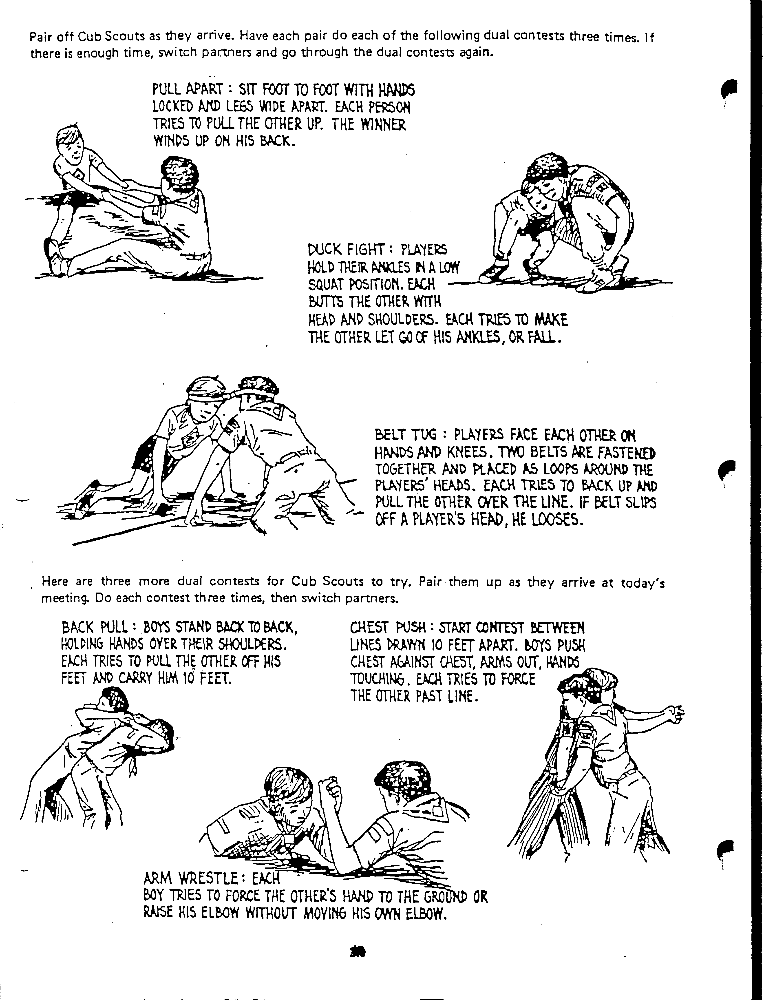 Pair off Cub Scouts as they arrive. Have each pair do each of the following dual contests three times. If
there is enough time, switch partners and go through the dual contests again.
PULL APART : SIT FOOT TO FOOT WITH HANDS
LOCKED AND LEGS WIDE APART. EACH PERSON
TRIES TO PULL THE OTHER UP. THE WINNER
WINDS UP ON HIS BACK.
DUCK FIGHT : PLAYERS
HOLD THEIR ANKLES IN A LOW
SQUAT POSITION. EACH
BUTTS THE OTHER WITH
HEAD AND SHOULDERS. EACH TRIES TO MAKE
THE OTHER LET GO OF HIS ANKLES, OR FALL.
BELT TUG : PLAYERS FACE EACH OTHER ON
HANDS AND KNEES. TWO BELTS ARE FASTENED
TOGETHER AND PLACED AS LOOPS AROUND THE
PLAYERS' HEADS. EACH TRIES TO BACK UP AND
PULL THE OTHER OVER THE LINE. IF BELT SLIPS
OFF A PLAYER'S HEAD, HE LOOSES.
Here are three more dual contests for Cub Scouts to try. Pair them up as they arrive at today's
meeting. Do each contest three times, then switch partners.
BACK PULL : BOYS STAND BACK TO BACK,
HOLDING HANDS OVER THEIR SHOULDERS.
EACH TRIES TO PULL THE OTHER OFF HIS
FEET AND CARRY HIM 10 FEET.
CHEST PUSH : START CONTEST BETWEEN
LINES DRAWN 10 FEET APART. BOYS PUSH
CHEST AGAINST CHEST, ARMS OUT, HANDS
TOUCHING. EACH TRIES TO FORCE
THE OTHER PAST LINE.
ARM WRESTLE : EACH
BOY TRIES TO FORCE THE OTHER'S HAND TO THE GROUND OR
RAISE HIS ELBOW WITHOUT MOVING HIS OWN ELBOW.